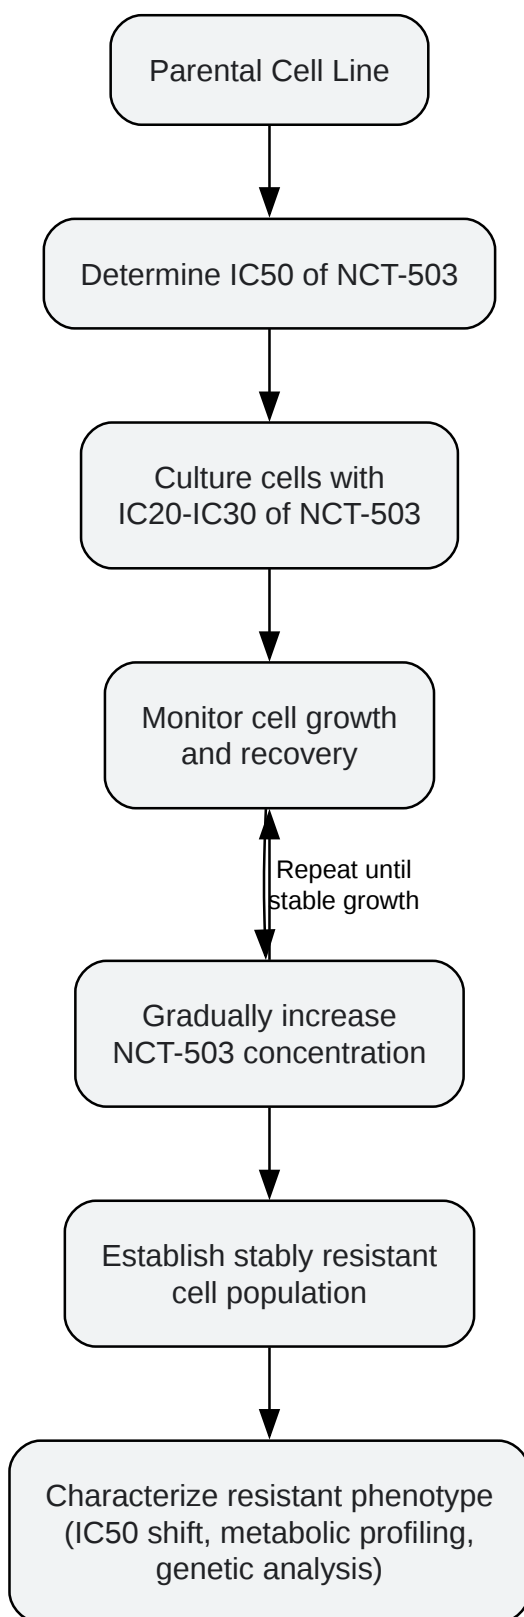 Parental Cell Line
Determine IC50 of NCT-503
Culture cells with
IC20-IC30 of NCT-503
Monitor cell growth
and recovery
Repeat until
stable growth
Gradually increase
NCT-503 concentration
Establish stably resistant
cell population
Characterize resistant phenotype
(IC50 shift, metabolic profiling,
genetic analysis)